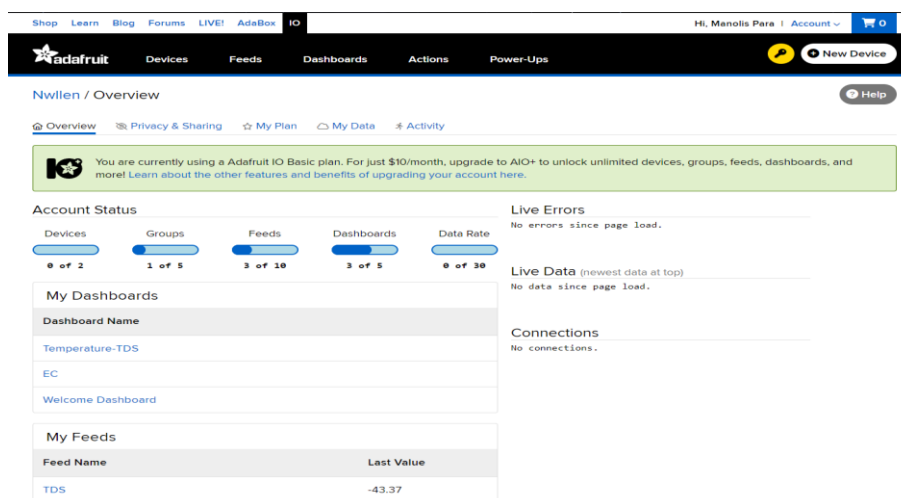 Shop Learn Blog Forums LIVE! AdaBox IO
Hi, Manolis Para | Account 0
adafruit Devices Feeds Dashboards Actions Power-Ups New Device
Nwllen / Overview Help
Overview Privacy & Sharing My Plan My Data Activity
You are currently using a Adafruit IO Basic plan. For just $10/month, upgrade to AIO+ to unlock unlimited devices, groups, feeds, dashboards, and
more! Learn about the other features and benefits of upgrading your account here.
Account Status
Devices Groups Feeds Dashboards Data Rate
0 of 2 1 of 5 3 of 10 3 of 5 0 of 30
My Dashboards
Dashboard Name
Temperature-TDS
EC
Welcome Dashboard
My Feeds
Feed Name Last Value
TDS -43.37
Live Errors
No errors since page load.
Live Data (newest data at top)
No data since page load.
Connections
No connections.